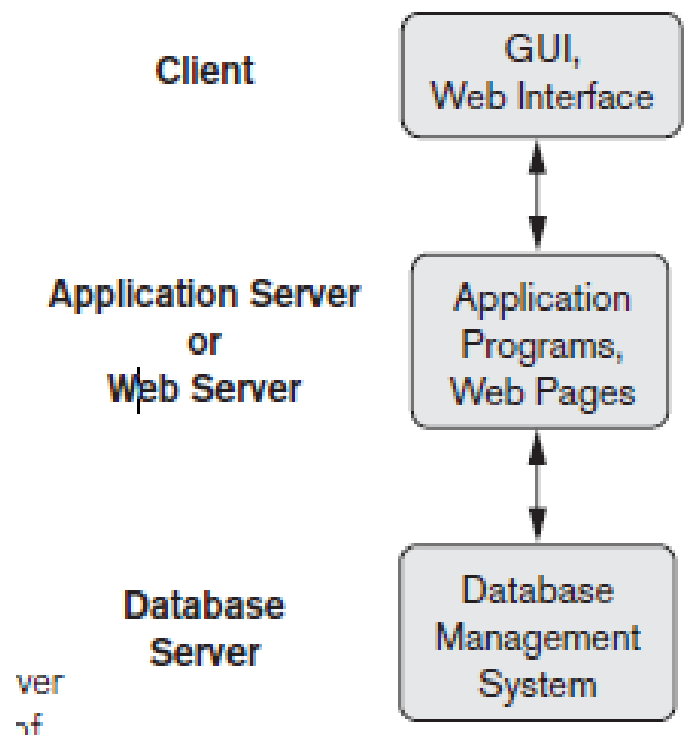 Client
GUI,
Web Interface
Application Server
or
Web Server
Application
Programs,
Web Pages
Database
Server
Database
Management
System
ver
of